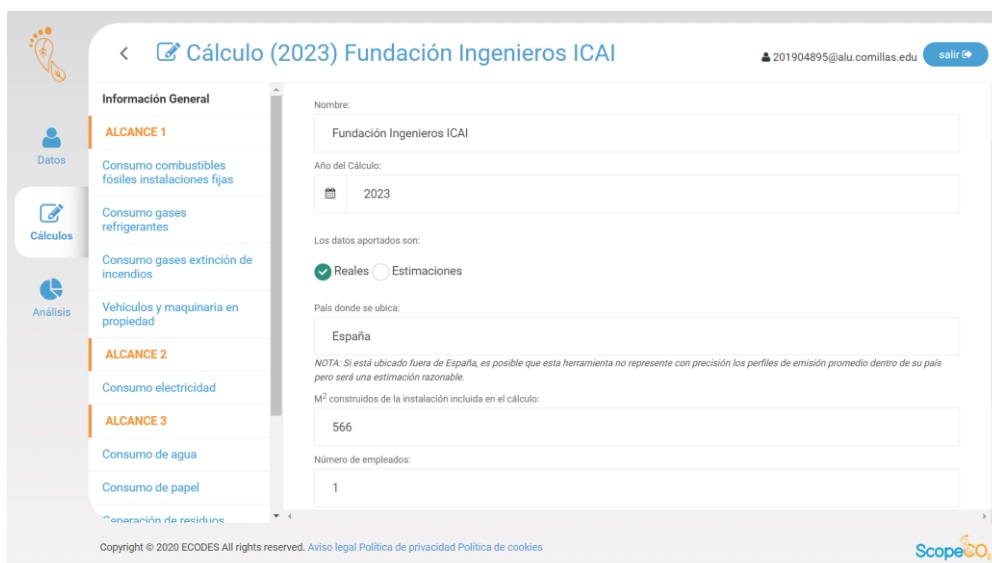 Cálculo (2023) Fundación Ingenieros ICAI
201904895@alu.comillas.edu
salir
Datos
Cálculos
Análisis
Información General
ALCANCE 1
Consumo combustibles
fósiles instalaciones fijas
Consumo gases
refrigerantes
Consumo gases extinción de
incendios
Vehículos y maquinaria en
propiedad
ALCANCE 2
Consumo electricidad
ALCANCE 3
Consumo de agua
Consumo de papel
Generación de residuos
Nombre:
Fundación Ingenieros ICAI
Año del Cálculo:
2023
Los datos aportados son:
Reales Estimaciones
País donde se ubica:
España
NOTA: Si está ubicado fuera de España, es posible que esta herramienta no represente con precisión los perfiles de emisión promedio dentro de su país
pero será una estimación razonable.
M² construidos de la instalación incluida en el cálculo:
566
Número de empleados:
1
Copyright © 2020 ECODES All rights reserved. Aviso legal Política de privacidad Política de cookies
ScopeCO₂